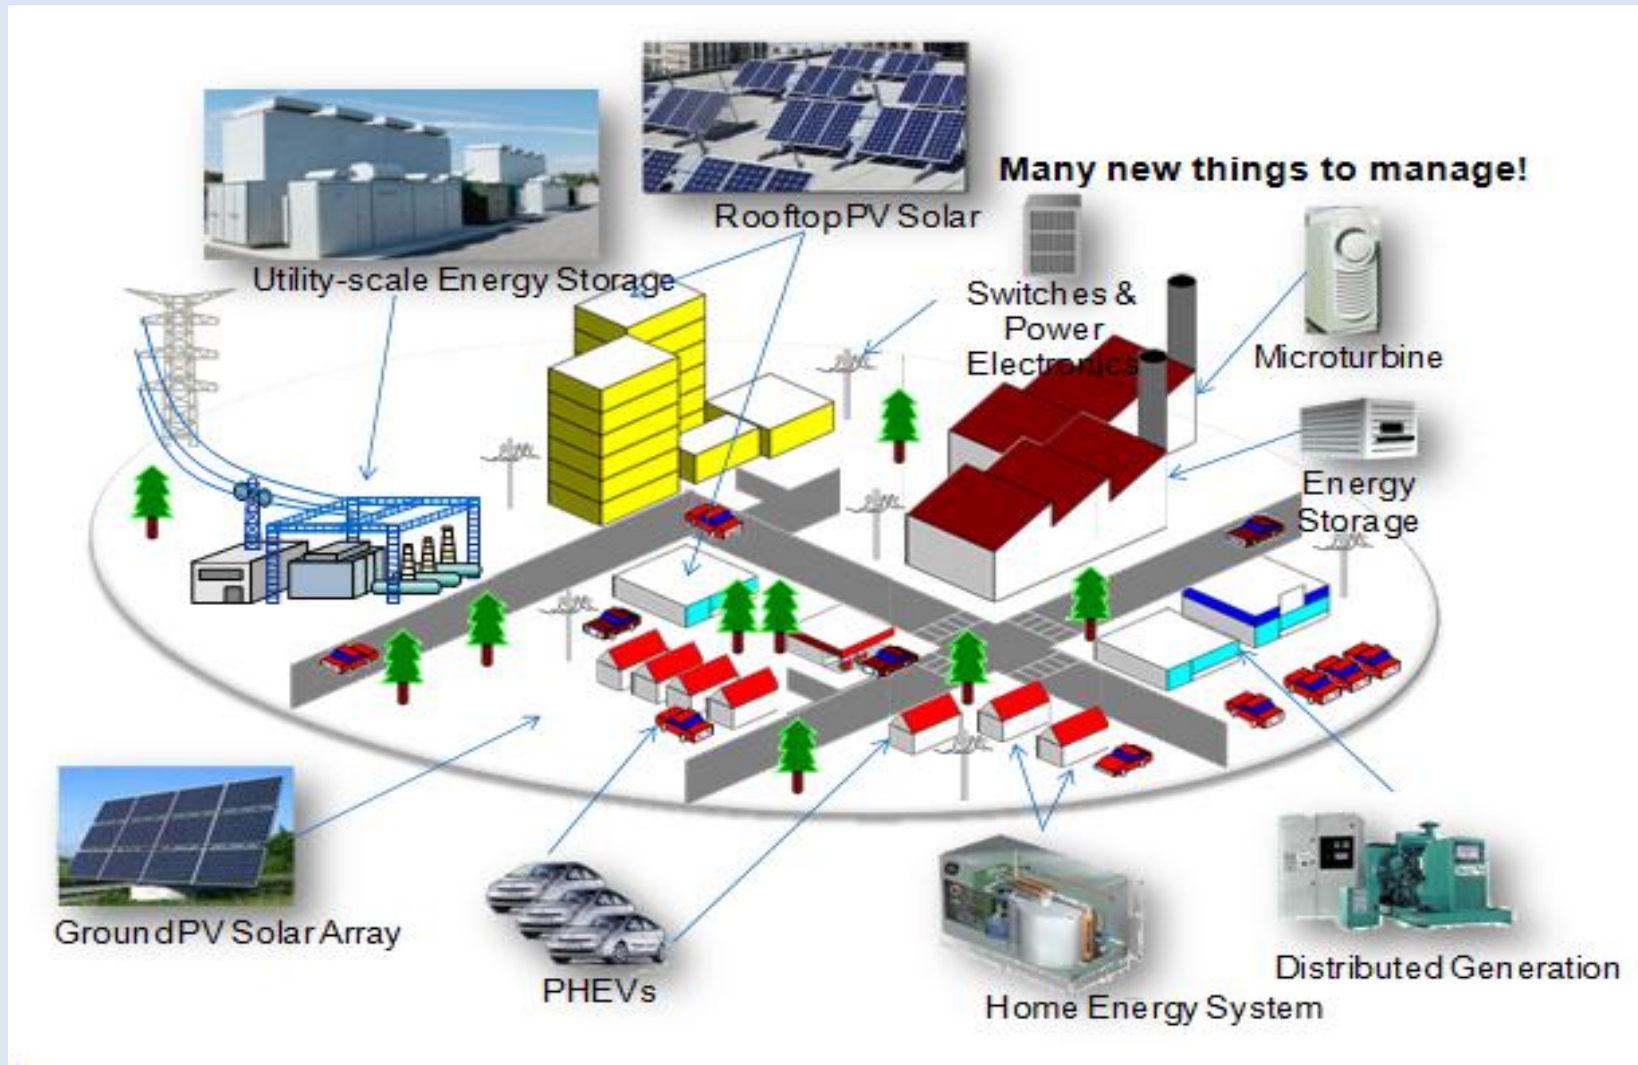 Many new things to manage!
Rooftop PV Solar
Utility-scale Energy Storage
Switches &
Power
Electronics
Microturbine
Energy
Storage
Ground PV Solar Array
PHEVs
Home Energy System
Distributed Generation